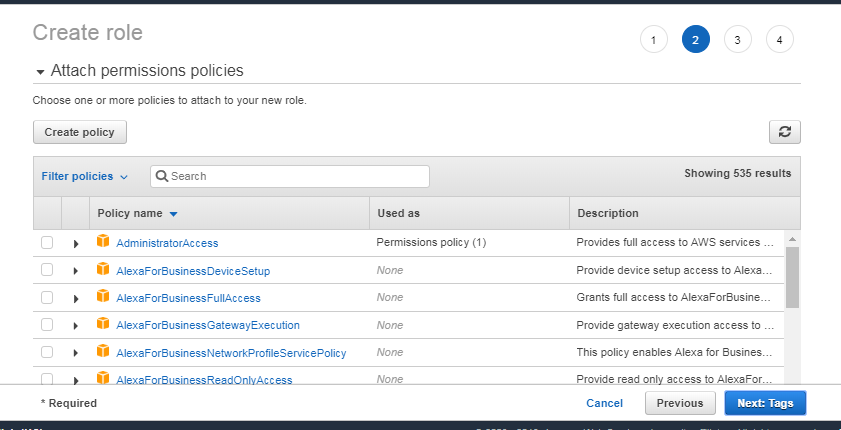 Create role
1 2 3 4
Attach permissions policies
Choose one or more policies to attach to your new role.
Create policy
Filter policies Search Showing 535 results
Policy name Used as Description
AdministratorAccess Permissions policy (1) Provides full access to AWS services ...
AlexaForBusinessDeviceSetup None Provide device setup access to Alexa...
AlexaForBusinessFullAccess None Grants full access to AlexaForBusine...
AlexaForBusinessGatewayExecution None Provide gateway execution access to ...
AlexaForBusinessNetworkProfileServicePolicy None This policy enables Alexa for Busines...
AlexaForBusinessReadOnlyAccess None Provide read only access to AlexaFor...
* Required Cancel Previous Next: Tags